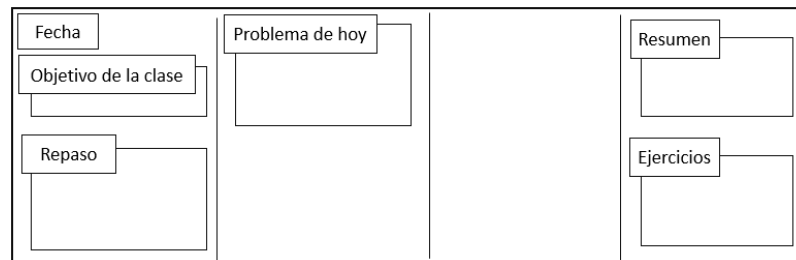 Fecha
Objetivo de la clase
Repaso
Problema de hoy
Resumen
Ejercicios